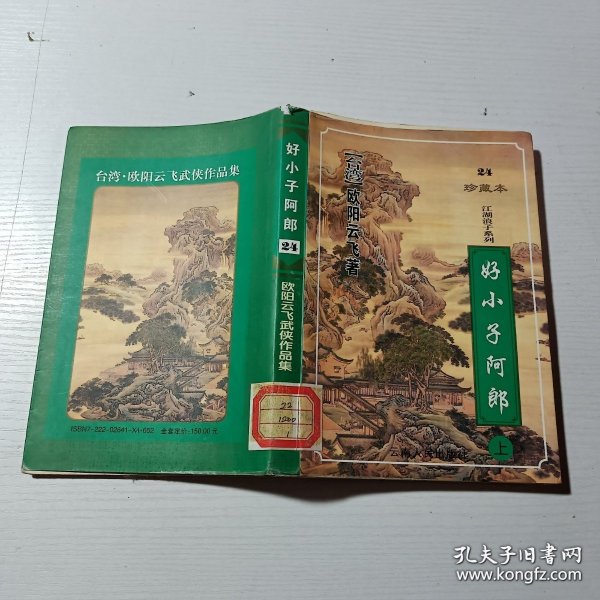 台湾·欧阳云飞武侠作品集
ISBN7-222-02641-X/I·662 全套定价:150.00元
好小子阿郎
24
欧阳云飞武侠作品集
22
1200
1
台湾 欧阳云飞著
24
珍藏本
江湖浪子系列
好小子阿郎
上
云南人民出版社
孔夫子旧书网
www.kongfz.com